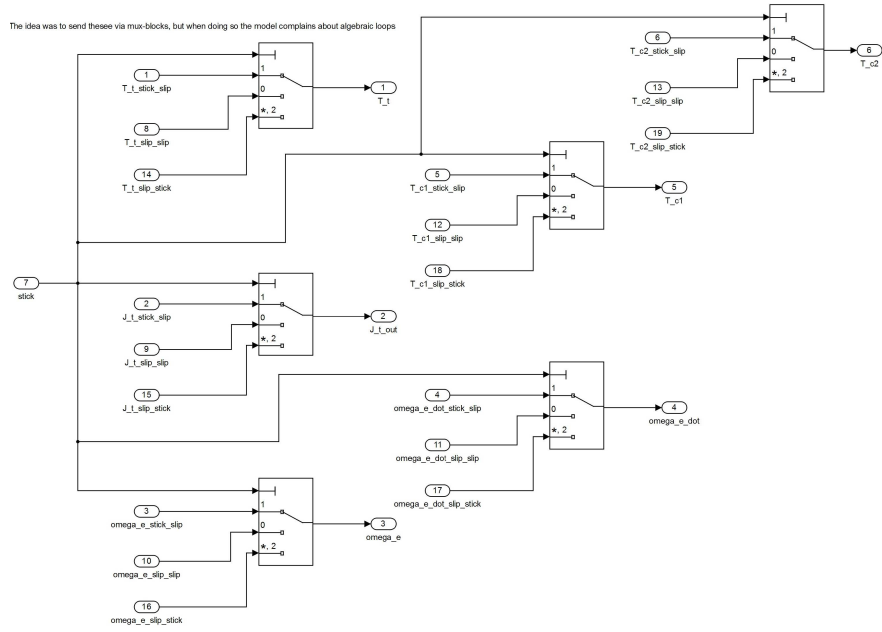 The idea was to send thesee via mux-blocks, but when doing so the model complains about algebraic loops
1
T_t_stick_slip
8
T_t_slip_slip
14
T_t_slip_stick
1
0
*, 2
1
T_t
6
T_c2_stick_slip
13
T_c2_slip_slip
19
T_c2_slip_stick
1
0
*, 2
6
T_c2
5
T_c1_stick_slip
12
T_c1_slip_slip
18
T_c1_slip_stick
1
0
*, 2
5
T_c1
7
stick
2
J_t_stick_slip
9
J_t_slip_slip
15
J_t_slip_stick
1
0
*, 2
2
J_t_out
4
omega_e_dot_stick_slip
11
omega_e_dot_slip_slip
17
omega_e_dot_slip_stick
1
0
*, 2
4
omega_e_dot
3
omega_e_stick_slip
10
omega_e_slip_slip
16
omega_e_slip_stick
1
0
*, 2
3
omega_e